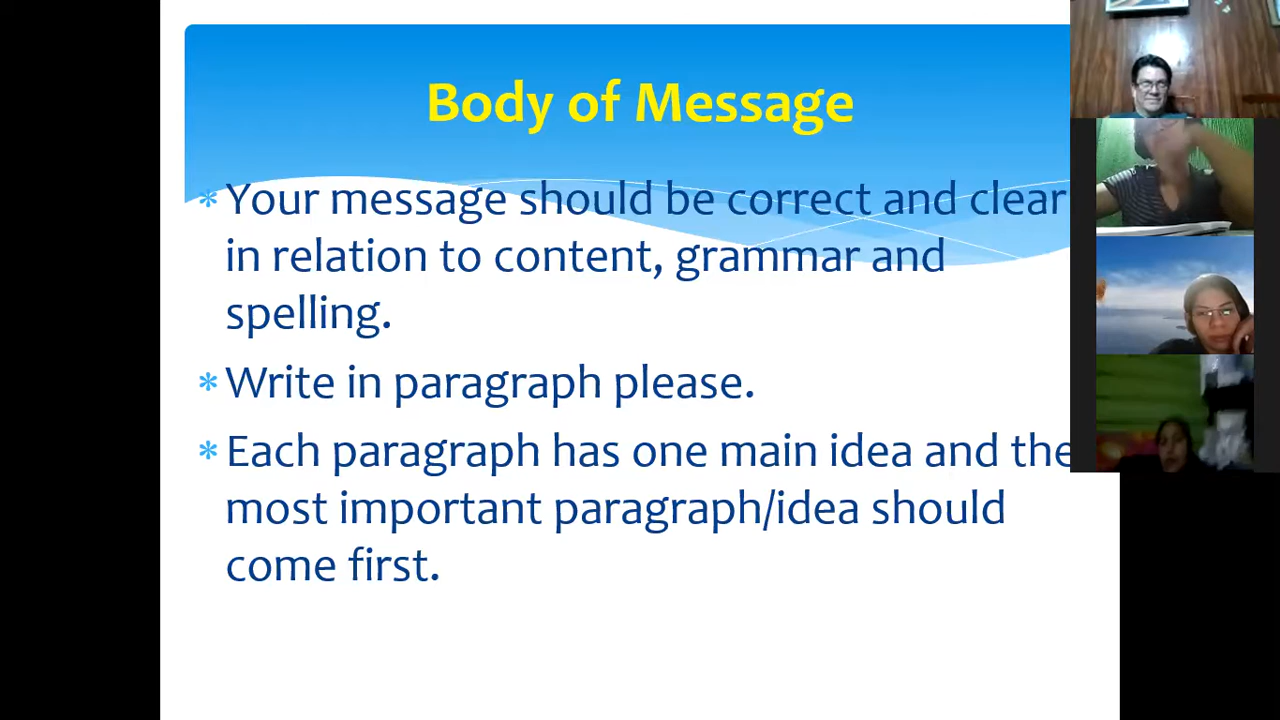 Body of Message
* Your message should be correct and clear
in relation to content, grammar and
spelling.
* Write in paragraph please.
* Each paragraph has one main idea and the
most important paragraph/idea should
come first.